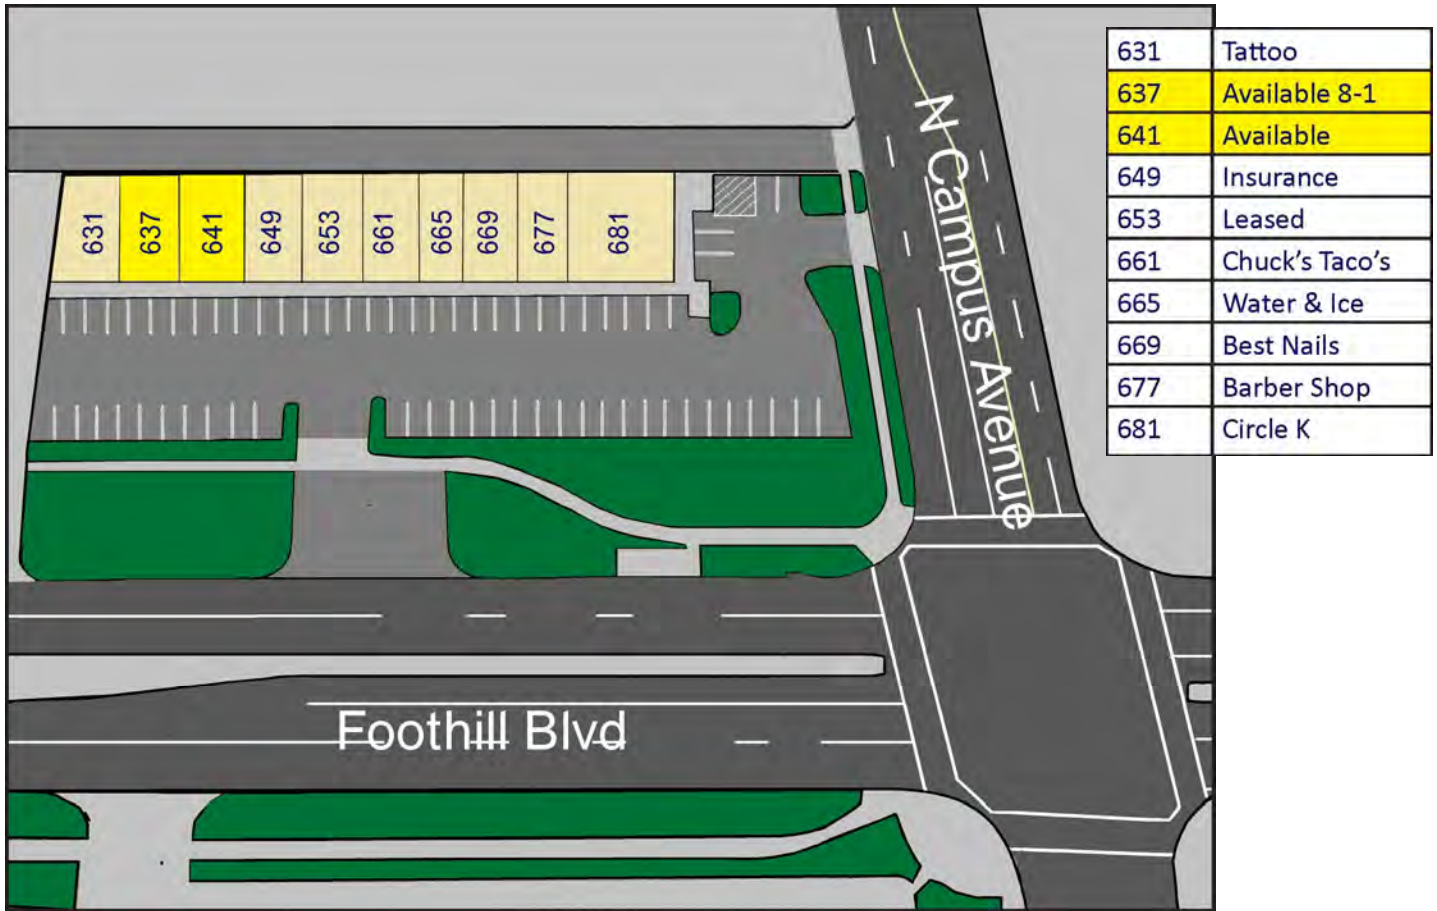 631 Tattoo
637 Available 8-1
641 Available
649 Insurance
653 Leased
661 Chuck's Taco's
665 Water & Ice
669 Best Nails
677 Barber Shop
681 Circle K
631 637 641 649 653 661 665 669 677 681
N Campus Avenue
Foothill Blvd